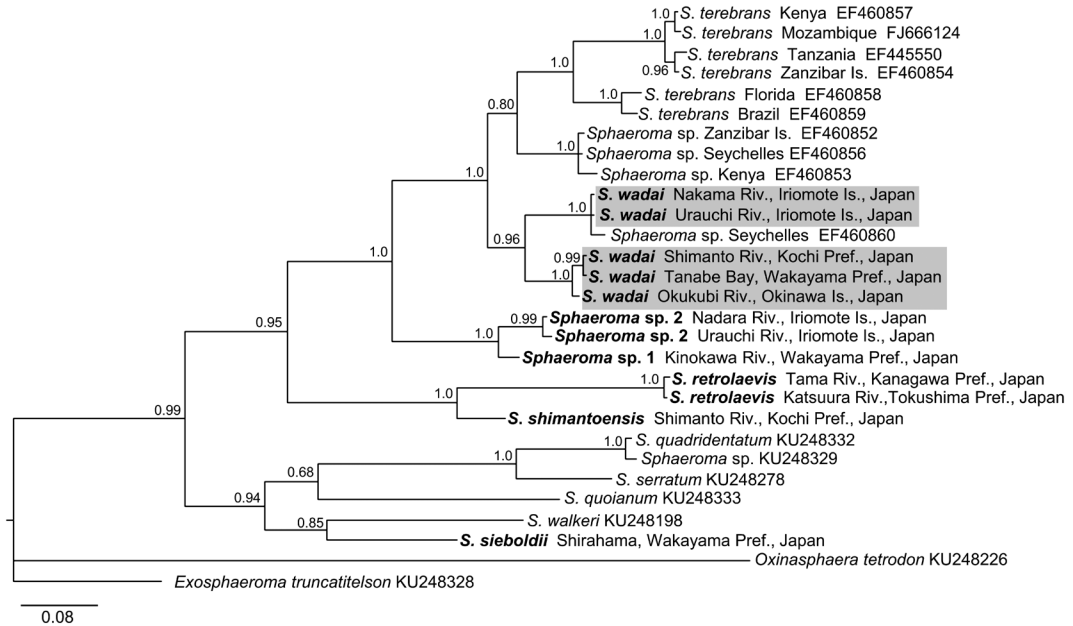 1.0 S. terebrans Kenya EF460857
1.0 S. terebrans Mozambique FJ666124
S. terebrans Tanzania EF445550
1.0 0.96 S. terebrans Zanzibar Is. EF460854
1.0 S. terebrans Florida EF460858
0.80 S. terebrans Brazil EF460859
Sphaeroma sp. Zanzibar Is. EF460852
1.0 Sphaeroma sp. Seychelles EF460856
1.0 Sphaeroma sp. Kenya EF460853
S. wadai Nakama Riv., Iriomote Is., Japan
1.0 S. wadai Urauchi Riv., Iriomote Is., Japan
0.96 Sphaeroma sp. Seychelles EF460860
1.0 0.99 S. wadai Shimanto Riv., Kochi Pref., Japan
1.0 S. wadai Tanabe Bay, Wakayama Pref., Japan
S. wadai Okukubi Riv., Okinawa Is., Japan
0.95 0.99 Sphaeroma sp. 2 Nadara Riv., Iriomote Is., Japan
1.0 Sphaeroma sp. 2 Urauchi Riv., Iriomote Is., Japan
Sphaeroma sp. 1 Kinokawa Riv., Wakayama Pref., Japan
1.0 S. retrolaevis Tama Riv., Kanagawa Pref., Japan
1.0 S. retrolaevis Katsuura Riv.,Tokushima Pref., Japan
0.99 S. shimantoensis Shimanto Riv., Kochi Pref., Japan
1.0 S. quadridentatum KU248332
1.0 Sphaeroma sp. KU248329
0.68 S. serratum KU248278
0.94 S. quoianum KU248333
0.85 S. walkeri KU248198
S. sieboldii Shirahama, Wakayama Pref., Japan
Oxinasphaera tetrodon KU248226
Exosphaeroma truncatitelson KU248328
0.08